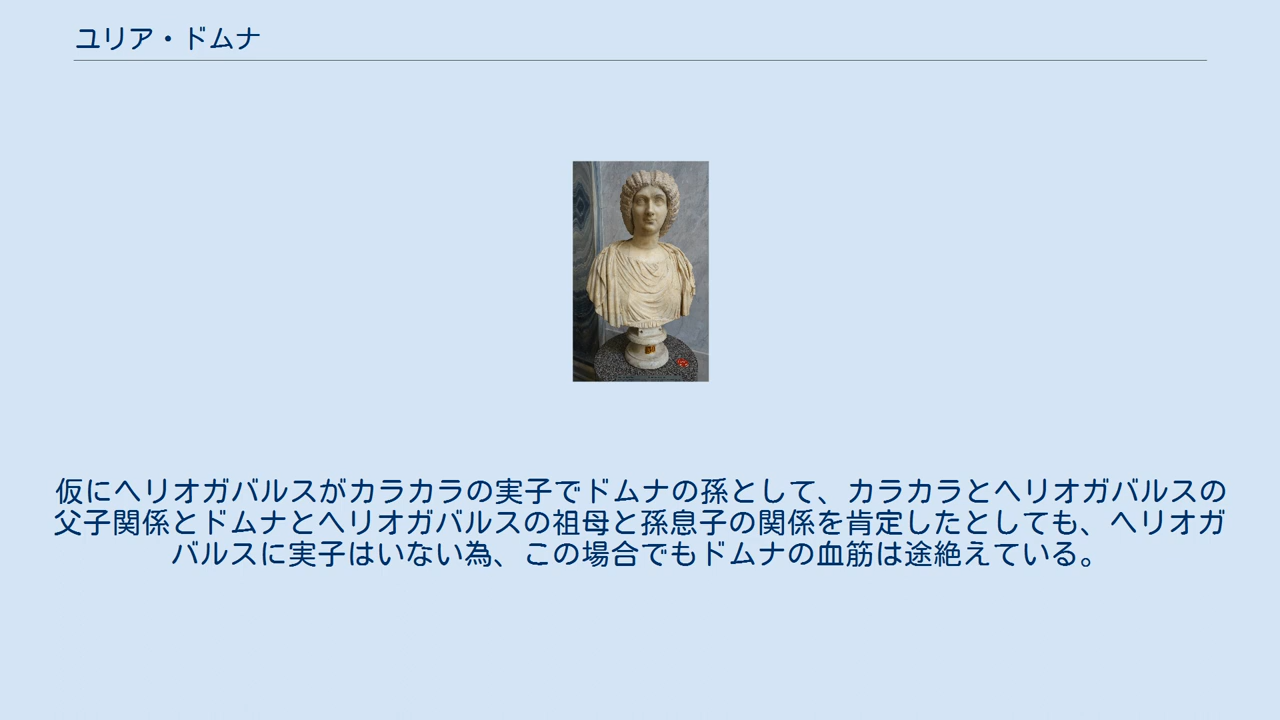 ユリア・ドムナ
仮にヘリオガバルスがカラカラの実子でドムナの孫として、カラカラとヘリオガバルスの
父子関係とドムナとヘリオガバルスの祖母と孫息子の関係を肯定したとしても、ヘリオガ
バルスに実子はいない為、この場合でもドムナの血筋は途絶えている。